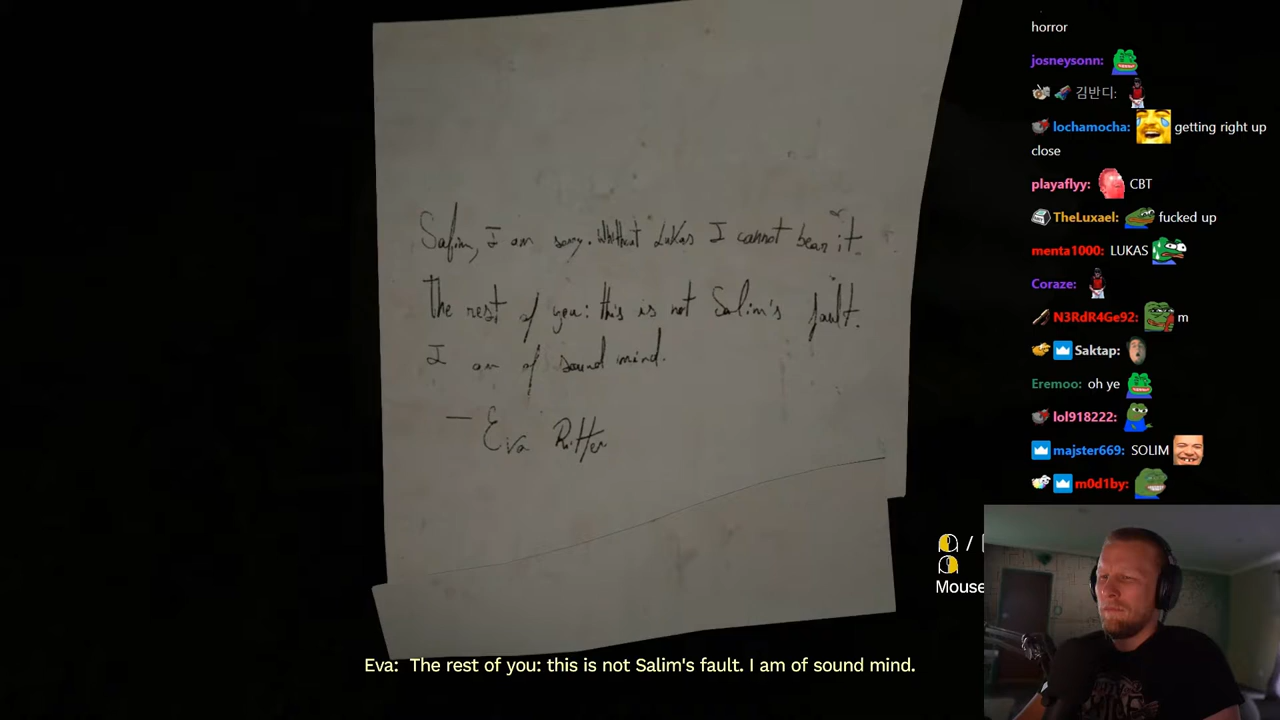 horror
josneysonn:
김반디:
lochamocha: getting right up
close
playaflyy: CBT
TheLuxael: fucked up
menta1000: LUKAS
Coraze:
N3RdR4Ge92: m
Saktap:
Eremoo: oh ye
lol918222:
majster669: SOLIM
m0d1by:
Salim, I am sorry. Whithout Lukas I cannot bear it.
The rest of you: this is not Salim's fault.
I am of sound mind.
— Eva Ritter
/
Mouse
Eva: The rest of you: this is not Salim's fault. I am of sound mind.